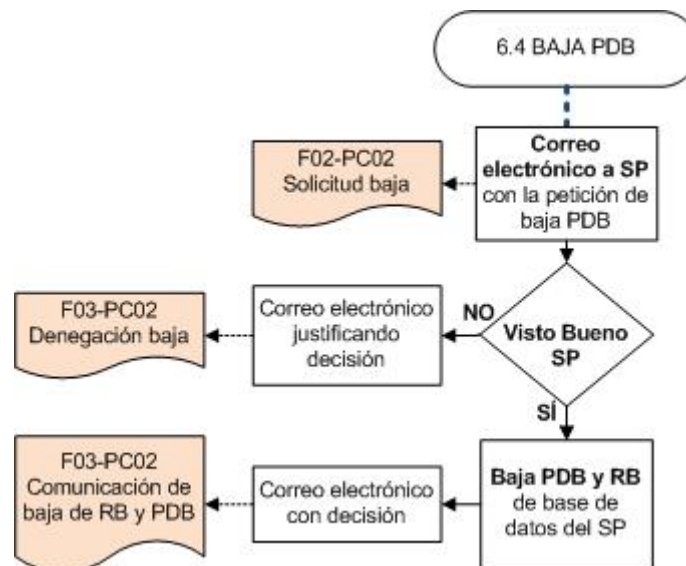 6.4 BAJA PDB
Correo
electrónico a SP
con la petición de
baja PDB
F02-PC02
Solicitud baja
Visto Bueno
SP
NO
Correo electrónico
justificando
decisión
F03-PC02
Denegación baja
SÍ
Baja PDB y RB
de base de
datos del SP
Correo electrónico
con decisión
F03-PC02
Comunicación de
baja de RB y PDB